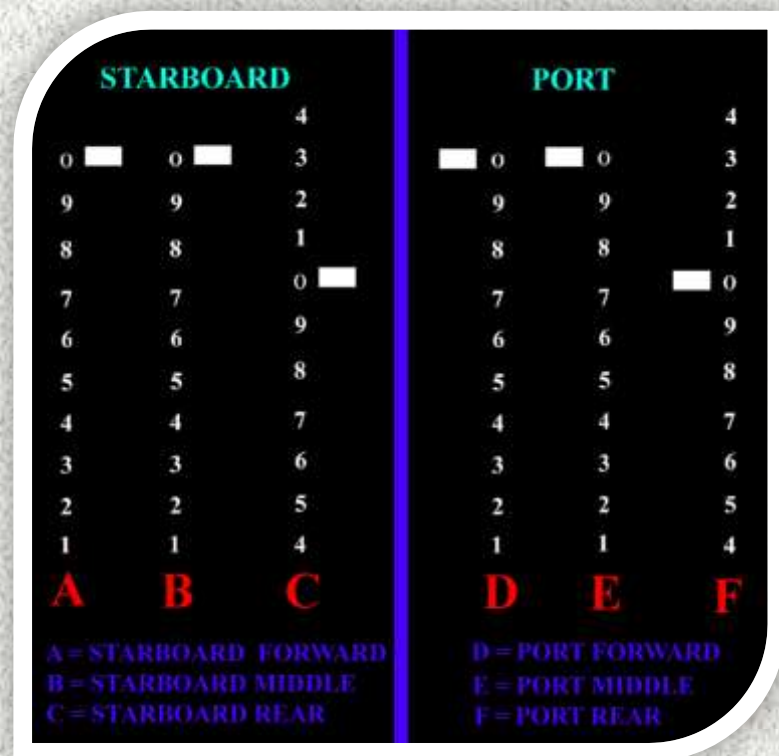 STARBOARD PORT
4 4
0 0 3 0 0 3
9 9 2 9 9 2
8 8 1 8 8 1
0 0
7 7 9 7 7 9
6 6 8 6 6 8
5 5 7 5 5 7
4 4 6 4 4 6
3 3 5 3 3 5
2 2 4 2 2 4
1 1 1 1
A B C D E F
A = STARBOARD FORWARD D = PORT FORWARD
B = STARBOARD MIDDLE E = PORT MIDDLE
C = STARBOARD REAR F = PORT REAR